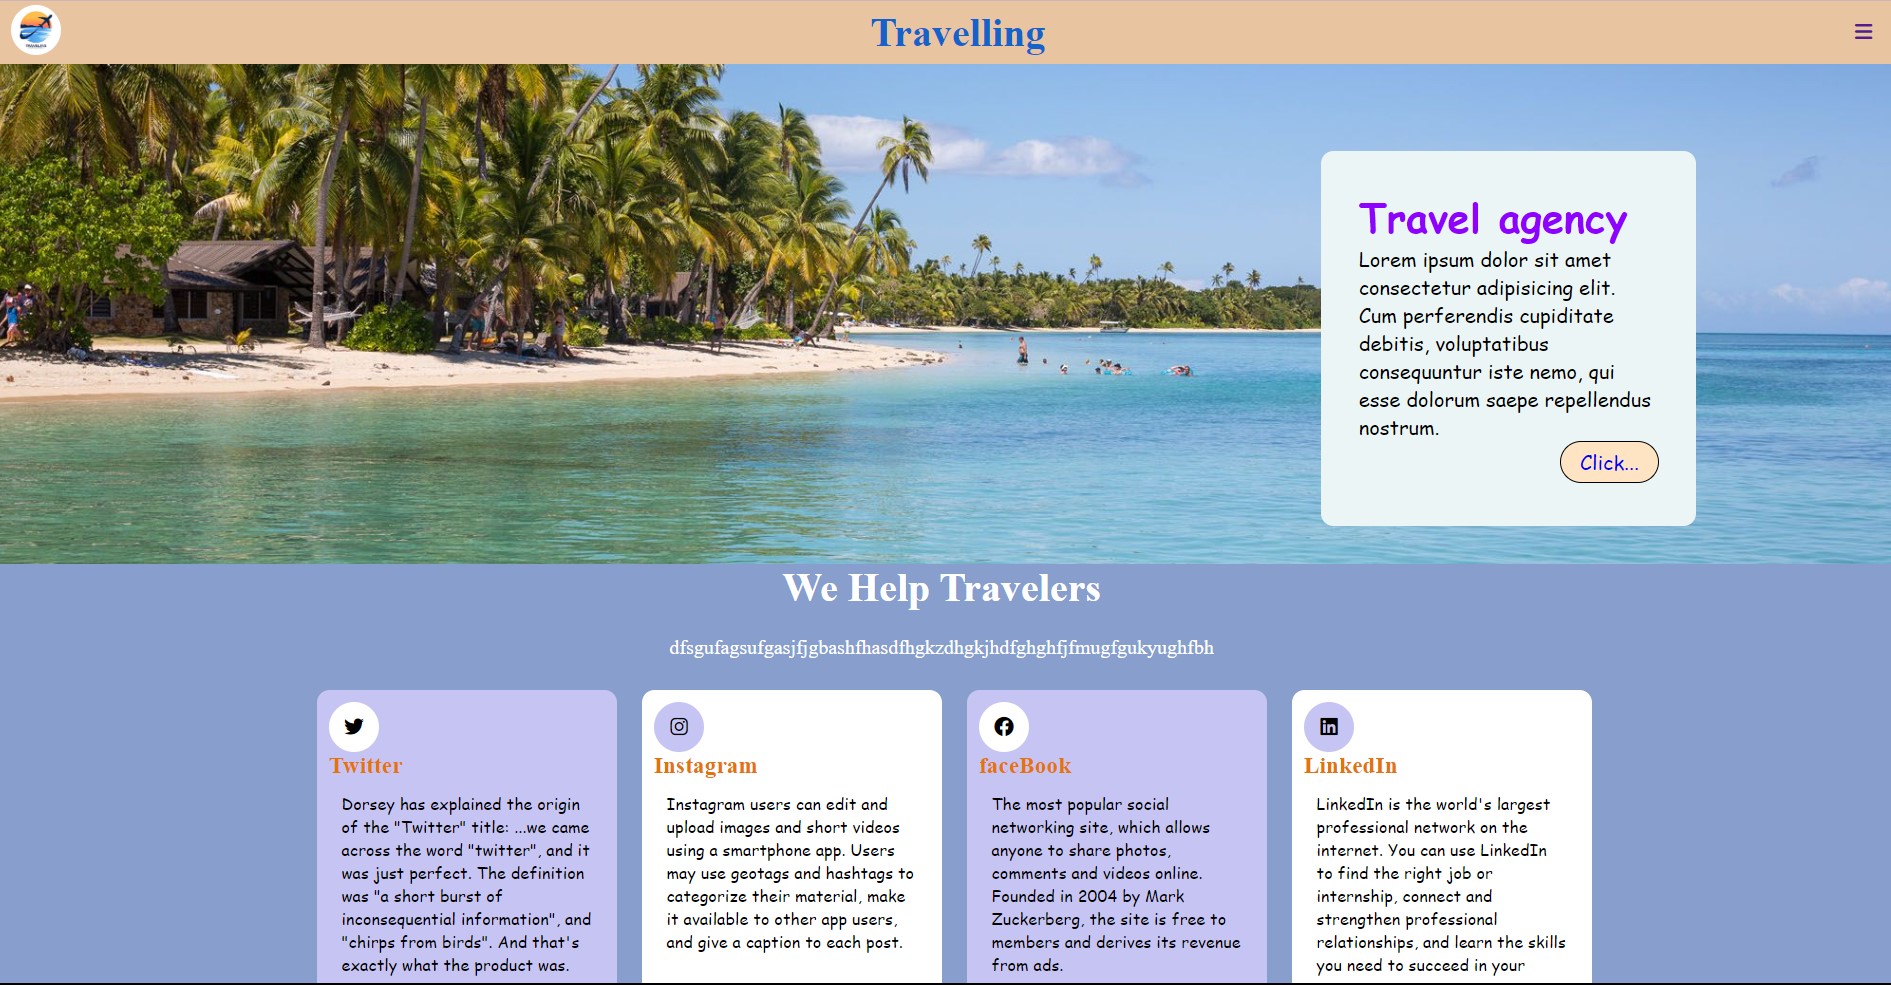 Travelling
Travel agency
Lorem ipsum dolor sit amet
consectetur adipisicing elit.
Cum perferendis cupiditate
debitis, voluptatibus
consequuntur iste nemo, qui
esse dolorum saepe repellendus
nostrum.
Click...
We Help Travelers
dfsgufagsufgasjfjgbashfhasdfhgkzdhgkjhdfghghfjfmugfgukyughfbh
Twitter
Dorsey has explained the origin
of the "Twitter" title: ...we came
across the word "twitter", and it
was just perfect. The definition
was "a short burst of
inconsequential information", and
"chirps from birds". And that's
exactly what the product was.
Instagram
Instagram users can edit and
upload images and short videos
using a smartphone app. Users
may use geotags and hashtags to
categorize their material, make
it available to other app users,
and give a caption to each post.
faceBook
The most popular social
networking site, which allows
anyone to share photos,
comments and videos online.
Founded in 2004 by Mark
Zuckerberg, the site is free to
members and derives its revenue
from ads.
LinkedIn
LinkedIn is the world's largest
professional network on the
internet. You can use LinkedIn
to find the right job or
internship, connect and
strengthen professional
relationships, and learn the skills
you need to succeed in your